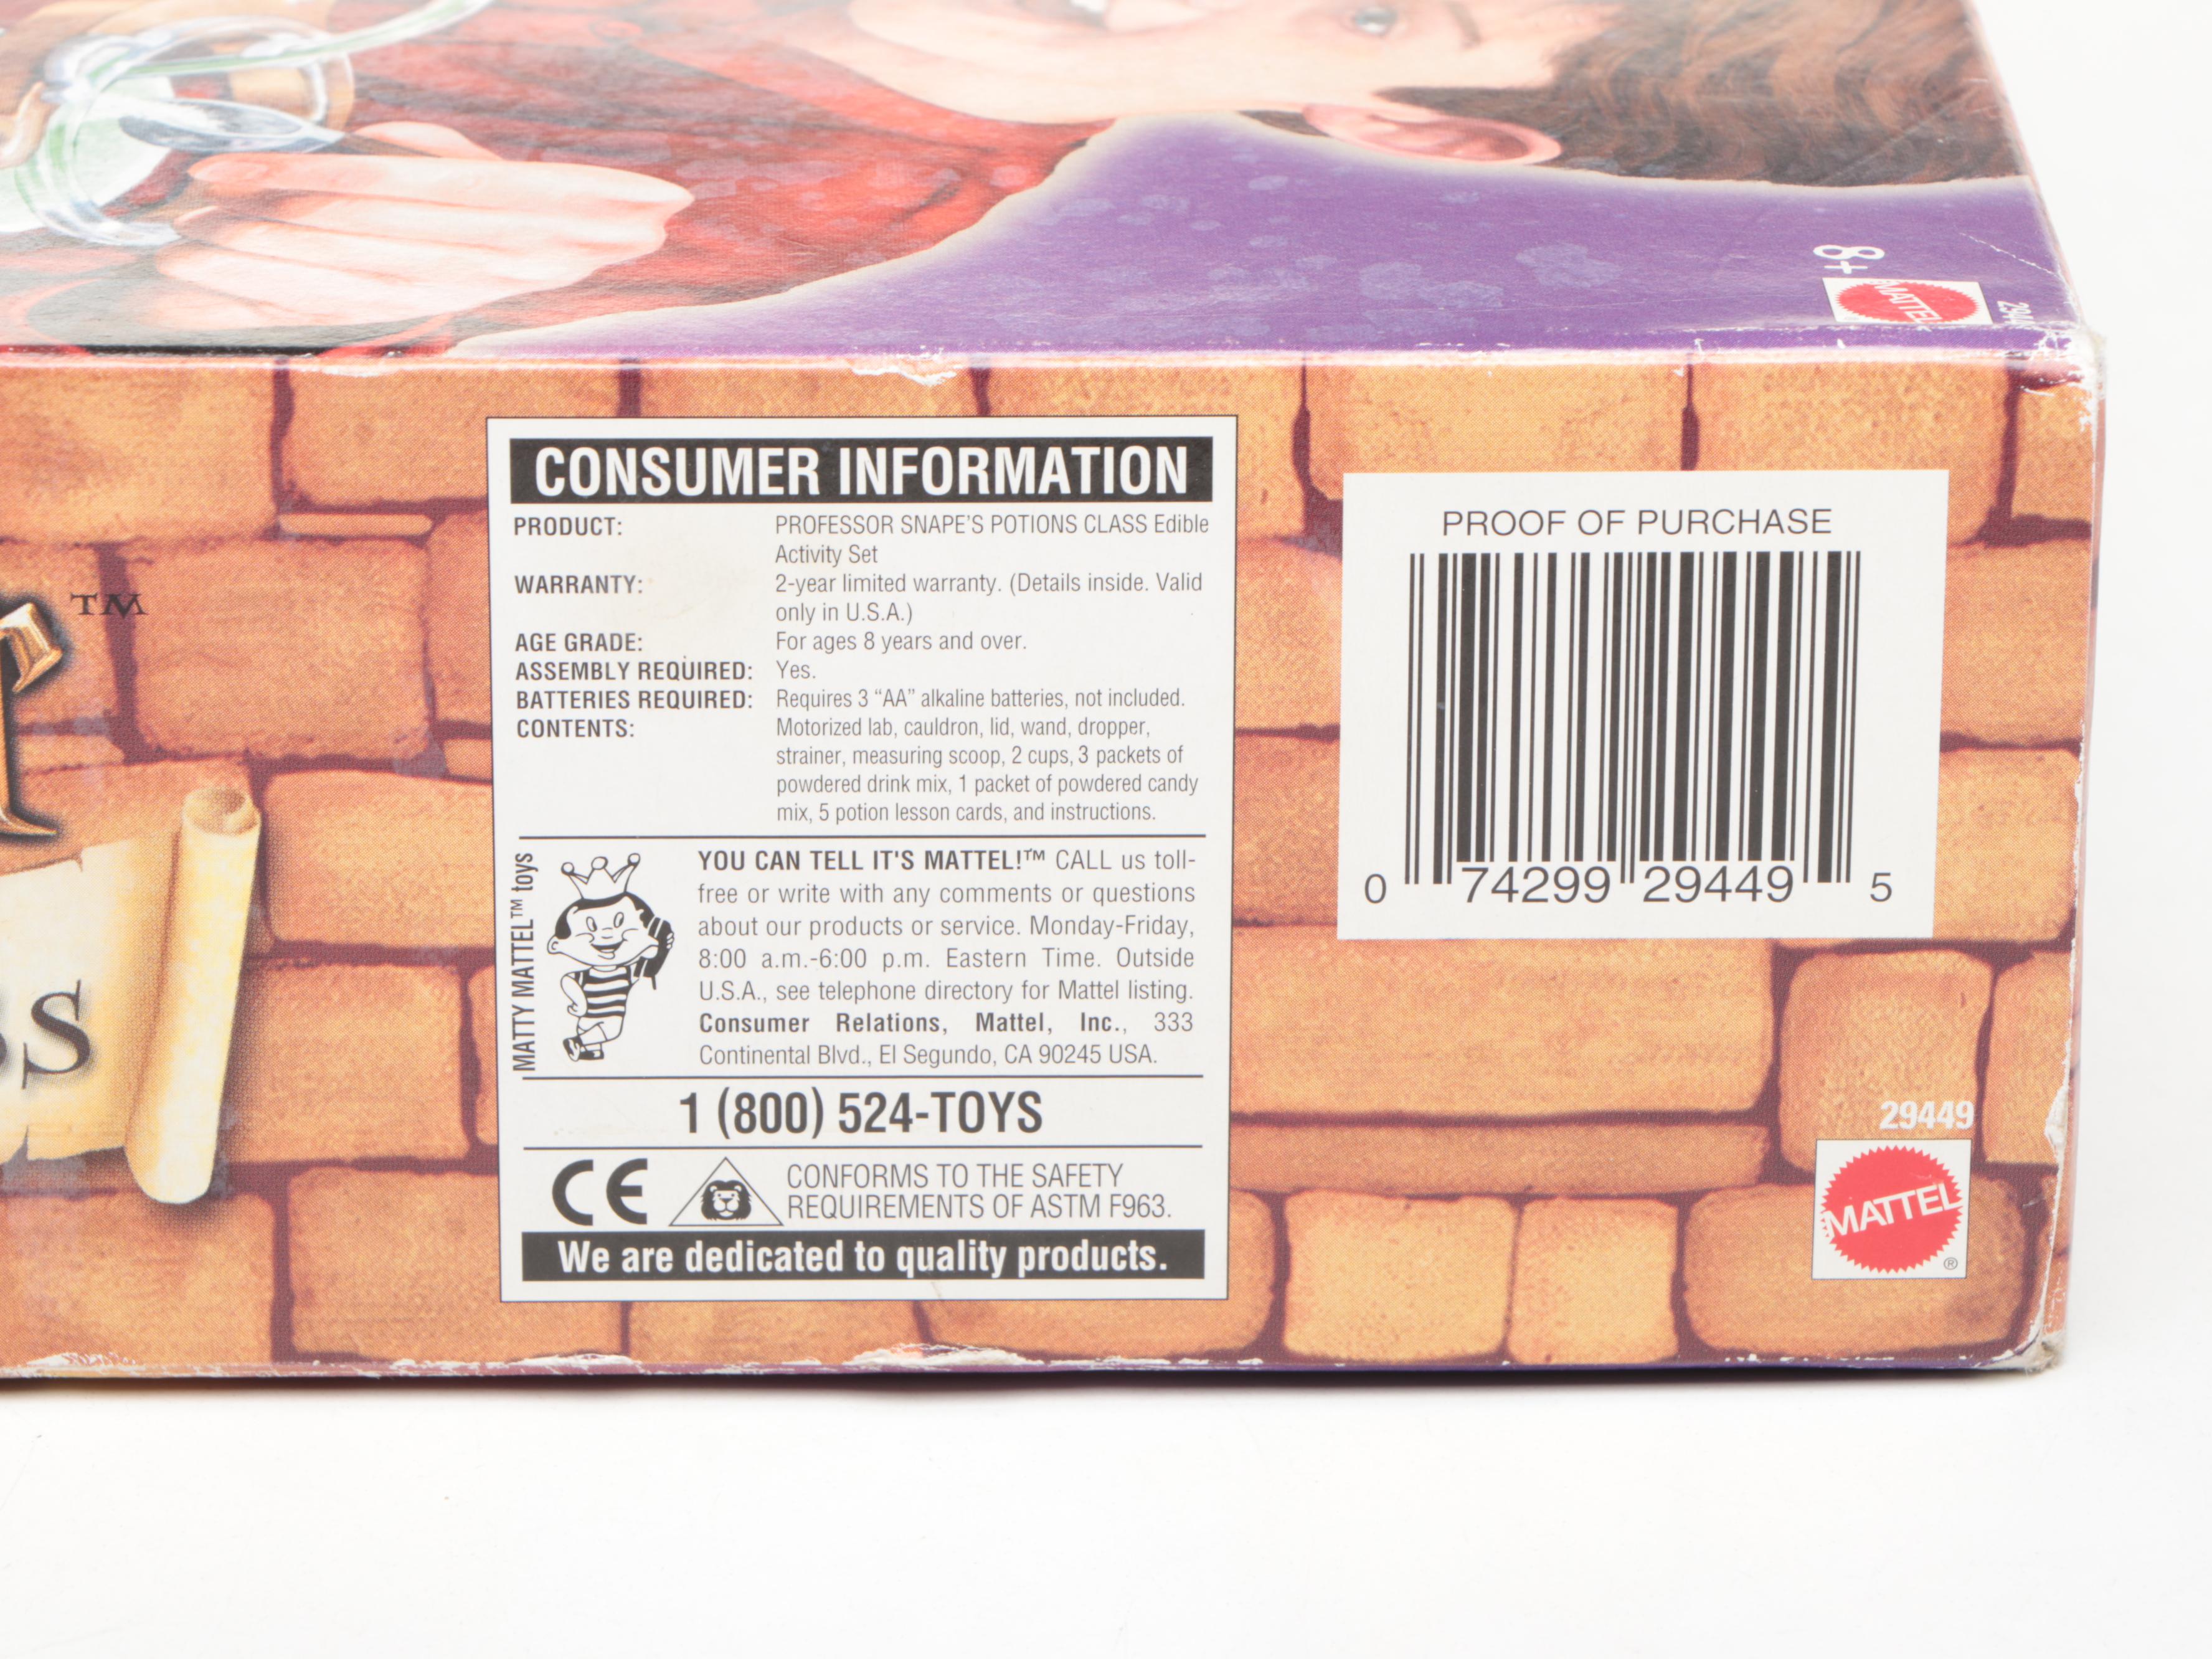 8+
MATTEL
TM
ss
CONSUMER INFORMATION
PRODUCT: PROFESSOR SNAPE'S POTIONS CLASS Edible
Activity Set
WARRANTY: 2-year limited warranty. (Details inside. Valid
only in U.S.A.)
AGE GRADE: For ages 8 years and over.
ASSEMBLY REQUIRED: Yes.
BATTERIES REQUIRED: Requires 3 “AA” alkaline batteries, not included.
CONTENTS: Motorized lab, cauldron, lid, wand, dropper,
strainer, measuring scoop, 2 cups, 3 packets of
powdered drink mix, 1 packet of powdered candy
mix, 5 potion lesson cards, and instructions.
MATTY MATTEL™ toys
YOU CAN TELL IT'S MATTEL!™ CALL us toll-
free or write with any comments or questions
about our products or service. Monday-Friday,
8:00 a.m.-6:00 p.m. Eastern Time. Outside
U.S.A., see telephone directory for Mattel listing.
Consumer Relations, Mattel, Inc., 333
Continental Blvd., El Segundo, CA 90245 USA.
1 (800) 524-TOYS
CE
CONFORMS TO THE SAFETY
REQUIREMENTS OF ASTM F963.
We are dedicated to quality products.
PROOF OF PURCHASE
0 74299 29449 5
29449
MATTEL
®